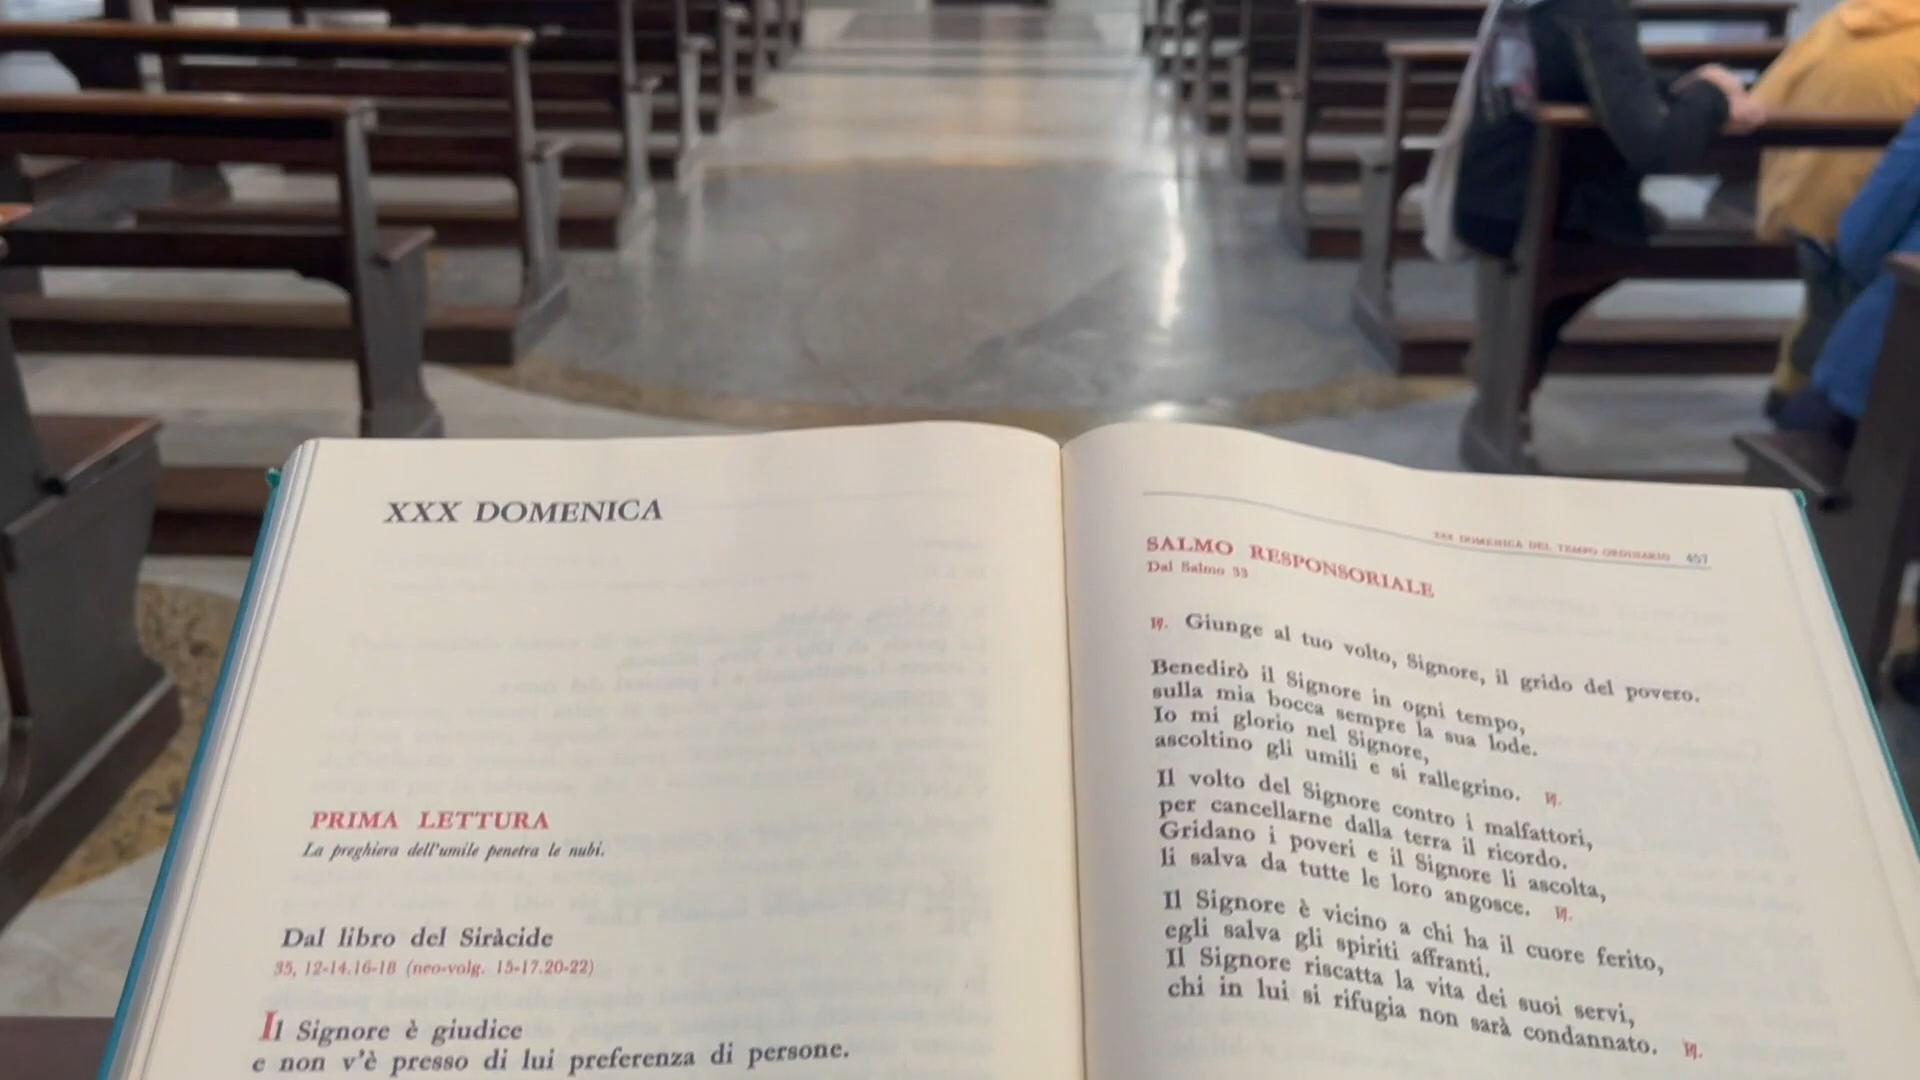 XXX DOMENICA
PRIMA LETTURA
La preghiera dell'umile penetra le nubi.
Dal libro del Siràcide
35, 12-14.16-18 (neo-volg. 15-17.20-22)
Il Signore è giudice
e non v'è presso di lui preferenza di persone.
XXX DOMENICA DEL TEMPO ORDINARIO 457
SALMO RESPONSORIALE
Dal Salmo 33
℟. Giunge al tuo volto, Signore, il grido del povero.
Benedirò il Signore in ogni tempo,
sulla mia bocca sempre la sua lode.
Io mi glorio nel Signore,
ascoltino gli umili e si rallegrino. ℟.
Il volto del Signore contro i malfattori,
per cancellarne dalla terra il ricordo.
Gridano i poveri e il Signore li ascolta,
li salva da tutte le loro angosce. ℟.
Il Signore è vicino a chi ha il cuore ferito,
egli salva gli spiriti affranti.
Il Signore riscatta la vita dei suoi servi,
chi in lui si rifugia non sarà condannato. ℟.